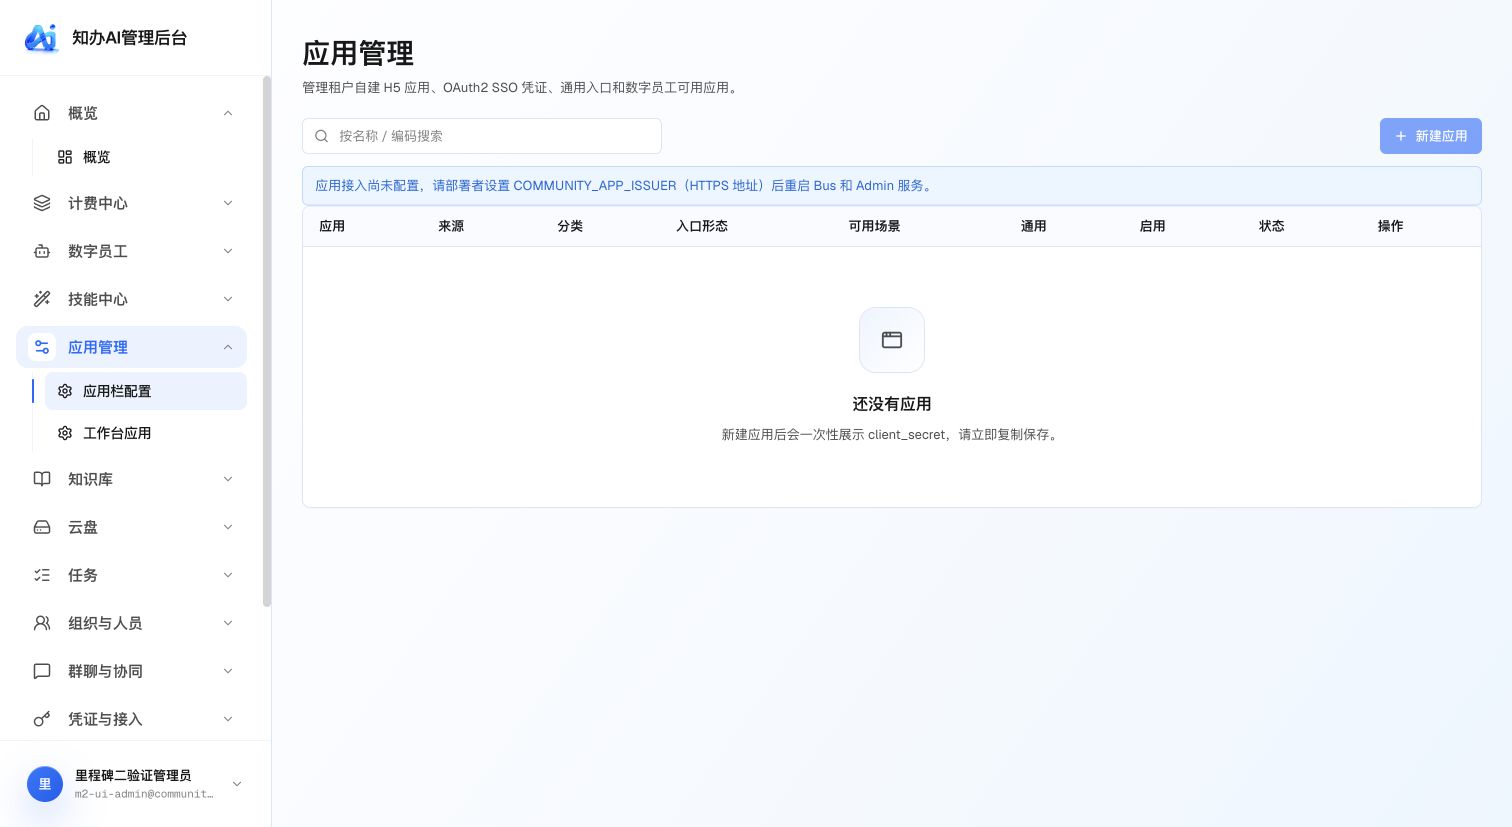 知办AI管理后台
概览
概览
计费中心
数字员工
技能中心
应用管理
应用栏配置
工作台应用
知识库
云盘
任务
组织与人员
群聊与协同
凭证与接入
里
里程碑二验证管理员
m2-ui-admin@communit…
应用管理
管理租户自建 H5 应用、OAuth2 SSO 凭证、通用入口和数字员工可用应用。
按名称 / 编码搜索
新建应用
应用接入尚未配置，请部署者设置 COMMUNITY_APP_ISSUER（HTTPS 地址）后重启 Bus 和 Admin 服务。
应用 来源 分类 入口形态 可用场景 通用 启用 状态 操作
还没有应用
新建应用后会一次性展示 client_secret，请立即复制保存。